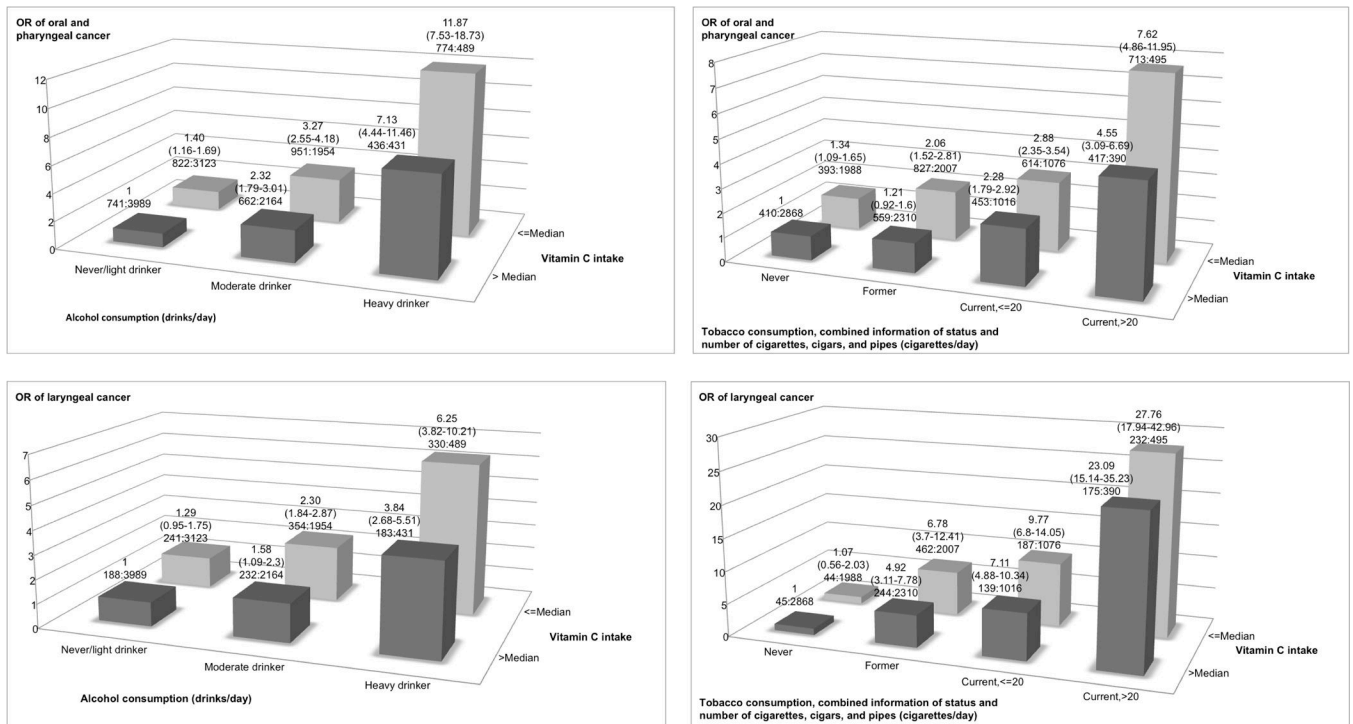 OR of oral and
pharyngeal cancer
11.87
(7.53-18.73)
774:489
12
10
8
6
4
2
0
1.40
(1.16-1.69)
822:3123
3.27
(2.55-4.18)
951:1954
7.13
(4.44-11.46)
436:431
1
741:3989
2.32
(1.79-3.01)
662:2164
<=Median
Vitamin C intake
> Median
Never/light drinker
Moderate drinker
Heavy drinker
Alcohol consumption (drinks/day)
OR of oral and
pharyngeal cancer
7.62
(4.86-11.95)
713:495
8
7
6
5
4
3
2
1
0
1.34
(1.09-1.65)
393:1988
2.06
(1.52-2.81)
827:2007
2.88
(2.35-3.54)
614:1076
4.55
(3.09-6.69)
417:390
1
410:2868
1.21
(0.92-1.6)
559:2310
2.28
(1.79-2.92)
453:1016
<=Median
Vitamin C intake
>Median
Never
Former
Current,<=20
Current,>20
Tobacco consumption, combined information of status and
number of cigarettes, cigars, and pipes (cigarettes/day)
OR of laryngeal cancer
6.25
(3.82-10.21)
330:489
7
6
5
4
3
2
1
0
1.29
(0.95-1.75)
241:3123
2.30
(1.84-2.87)
354:1954
3.84
(2.68-5.51)
183:431
1
188:3989
1.58
(1.09-2.3)
232:2164
<=Median
Vitamin C intake
>Median
Never/light drinker
Moderate drinker
Heavy drinker
Alcohol consumption (drinks/day)
OR of laryngeal cancer
27.76
(17.94-42.96)
232:495
30
25
20
15
10
5
0
23.09
(15.14-35.23)
175:390
1.07
(0.56-2.03)
44:1988
6.78
(3.7-12.41)
462:2007
9.77
(6.8-14.05)
187:1076
1
45:2868
4.92
(3.11-7.78)
244:2310
7.11
(4.88-10.34)
139:1016
<=Median
Vitamin C intake
>Median
Never
Former
Current,<=20
Current,>20
Tobacco consumption, combined information of status and
number of cigarettes, cigars, and pipes (cigarettes/day)